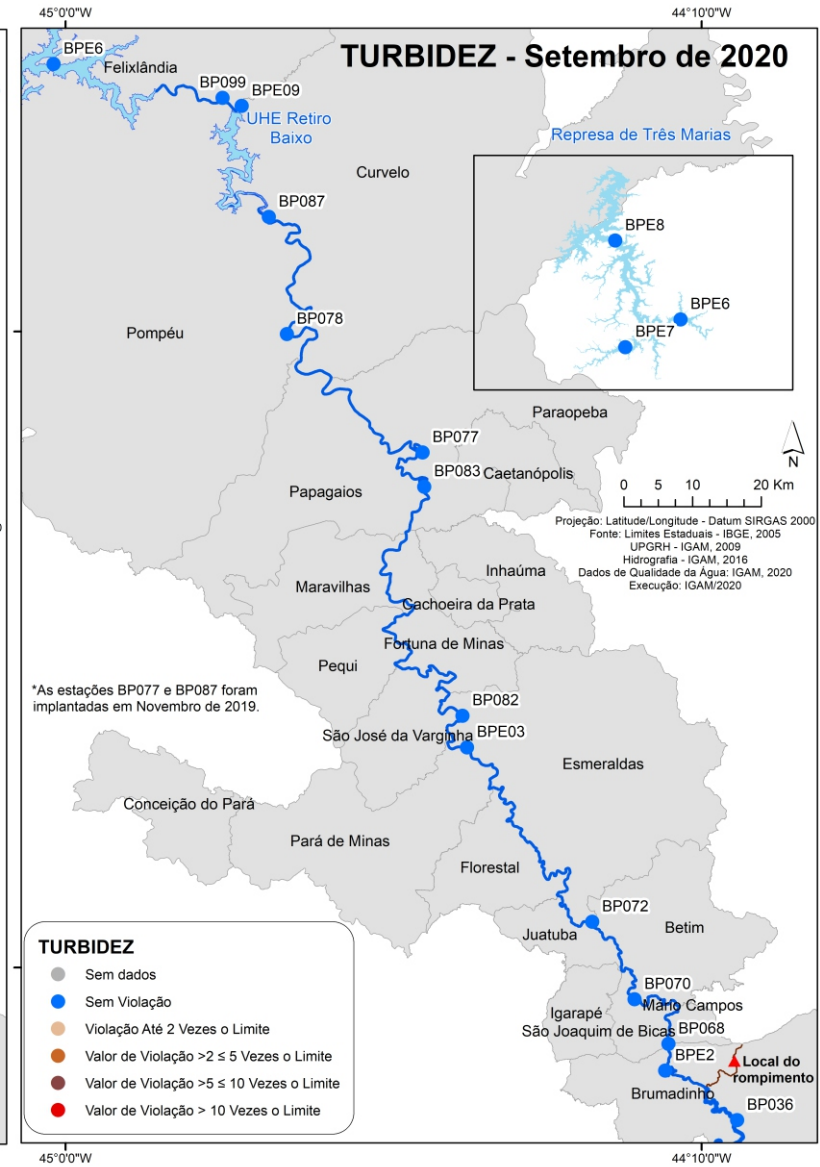 45°0'0"W
44°10'0"W
TURBIDEZ - Setembro de 2020
BPE6
Felixlândia
BP099
BPE09
UHE Retiro
Baixo
Represa de Três Marias
Curvelo
BP087
BPE8
BPE6
BPE7
BP078
Pompéu
Paraopeba
BP077
BP083
Caetanópolis
Papagaios
N
0 5 10 20 Km
Projeção: Latitude/Longitude - Datum SIRGAS 2000
Fonte: Limites Estaduais - IBGE, 2005
UPGRH - IGAM, 2009
Hidrografia - IGAM, 2016
Dados de Qualidade da Água: IGAM, 2020
Execução: IGAM/2020
Inhaúma
Maravilhas
Cachoeira da Prata
Fortuna de Minas
Pequi
*As estações BP077 e BP087 foram
implantadas em Novembro de 2019.
BP082
São José da Varginha
BPE03
Esmeraldas
Conceição do Pará
Pará de Minas
Florestal
BP072
Juatuba
Betim
BP070
Mário Campos
Igarapé
São Joaquim de Bicas
BP068
BPE2
Local do
rompimento
Brumadinho
BP036
TURBIDEZ
Sem dados
Sem Violação
Violação Até 2 Vezes o Limite
Valor de Violação >2 ≤ 5 Vezes o Limite
Valor de Violação >5 ≤ 10 Vezes o Limite
Valor de Violação > 10 Vezes o Limite
45°0'0"W
44°10'0"W